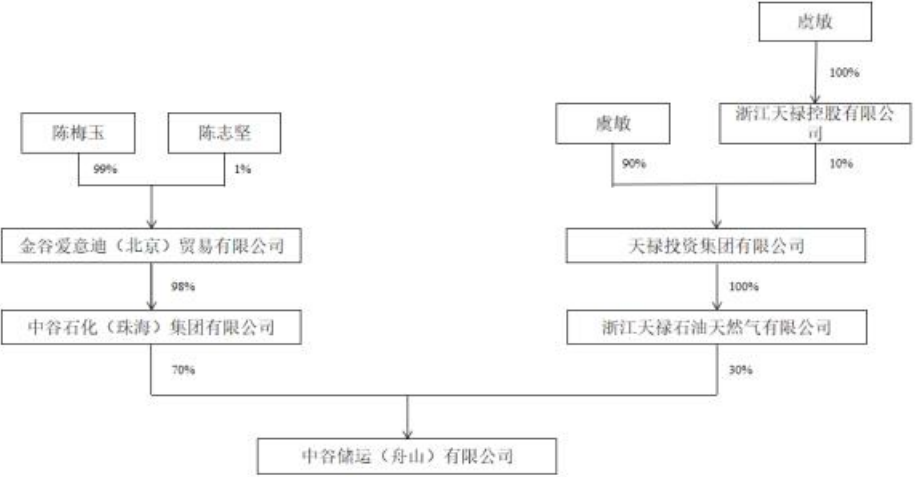 虞敏
100%
浙江天禄控股有限公
司
陈梅玉
陈志坚
虞敏
99%
1%
90%
10%
金谷爱意迪（北京）贸易有限公司
天禄投资集团有限公司
98%
100%
中谷石化（珠海）集团有限公司
浙江天禄石油天然气有限公司
70%
30%
中谷储运（舟山）有限公司